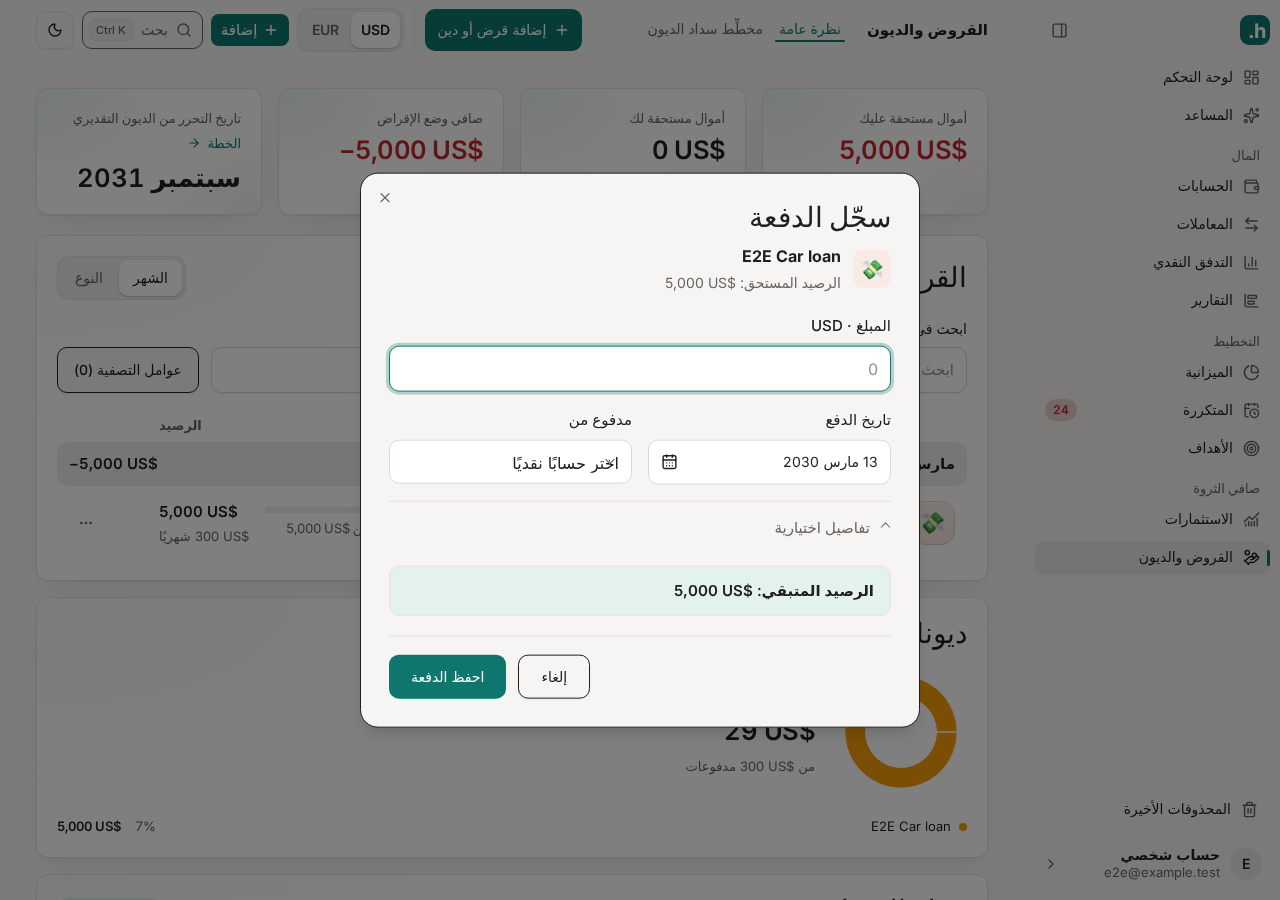 .h
لوحة التحكم
المساعد
المال
الحسابات
المعاملات
التدفق النقدي
التقارير
التخطيط
الميزانية
المتكررة
24
الأهداف
صافي الثروة
الاستثمارات
القروض والديون
المحذوفات الأخيرة
E
حساب شخصي
e2e@example.test
القروض والديون
نظرة عامة
مخطِّط سداد الديون
إضافة قرض أو دين
USD
EUR
إضافة
بحث
Ctrl K
أموال مستحقة عليك
5,000 US$
أموال مستحقة لك
0 US$
صافي وضع الإقراض
−5,000 US$
تاريخ التحرر من الديون التقديري
الخطة
سبتمبر 2031
الشهر
النوع
ابحث
عوامل التصفية (0)
الرصيد
مارس
−5,000 US$
5,000 US$
300 US$ شهريًا
5,000 US$
29 US$
من 300 US$ مدفوعات
E2E Car loan
7%
5,000 US$
سجّل الدفعة
E2E Car loan
الرصيد المستحق: 5,000 US$
المبلغ · USD
0
تاريخ الدفع
13 مارس 2030
مدفوع من
اختر حسابًا نقديًا
تفاصيل اختيارية
الرصيد المتبقي: 5,000 US$
إلغاء
احفظ الدفعة